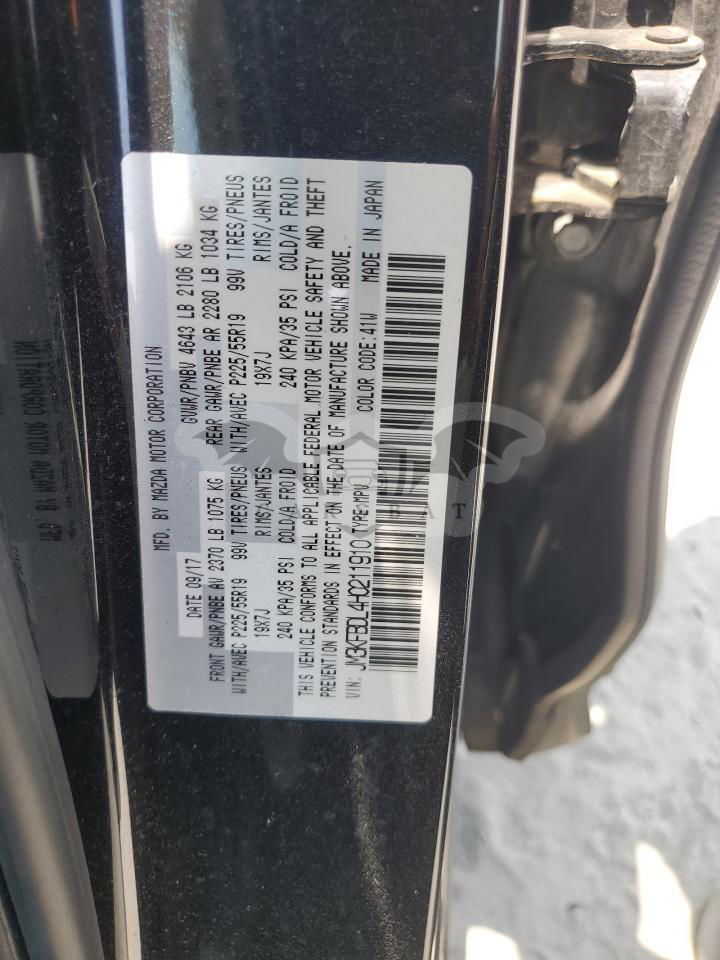 MFD. BY MAZDA MOTOR CORPORATION
DATE 09/17 GVWR/PNBV 4643 LB 2106 KG
FRONT GAWR/PNBE AV 2370 LB 1075 KG REAR GAWR/PNBE AR 2280 LB 1034 KG
WITH/AVEC P225/55R19 99V TIRES/PNEUS WITH/AVEC P225/55R19 99V TIRES/PNEUS
19X7J RIMS/JANTES 19X7J RIMS/JANTES
240 KPA/35 PSI COLD/A FROID 240 KPA/35 PSI COLD/A FROID
THIS VEHICLE CONFORMS TO ALL APPLICABLE FEDERAL MOTOR VEHICLE SAFETY AND THEFT
PREVENTION STANDARDS IN EFFECT ON THE DATE OF MANUFACTURE SHOWN ABOVE.
VIN: JM3KFBDL4H0211910 TYPE:MPV COLOR CODE:41W MADE IN JAPAN